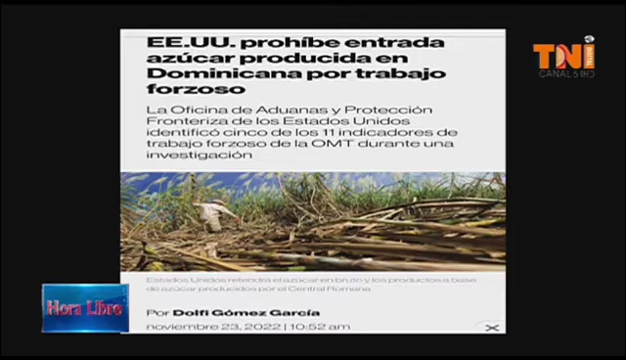 EE.UU. prohíbe entrada
azúcar producida en
Dominicana por trabajo
forzoso
La Oficina de Aduanas y Protección
Fronteriza de los Estados Unidos
identificó cinco de los 11 indicadores de
trabajo forzoso de la OMT durante una
investigación
Estados Unidos retendrá el azúcar en bruto y los productos a base
de azúcar producidos por el Central Romana
Por Dolfi Gómez García
noviembre 23, 2022 | 10:52 am
TNi
CANAL 51HD
Hora Libre